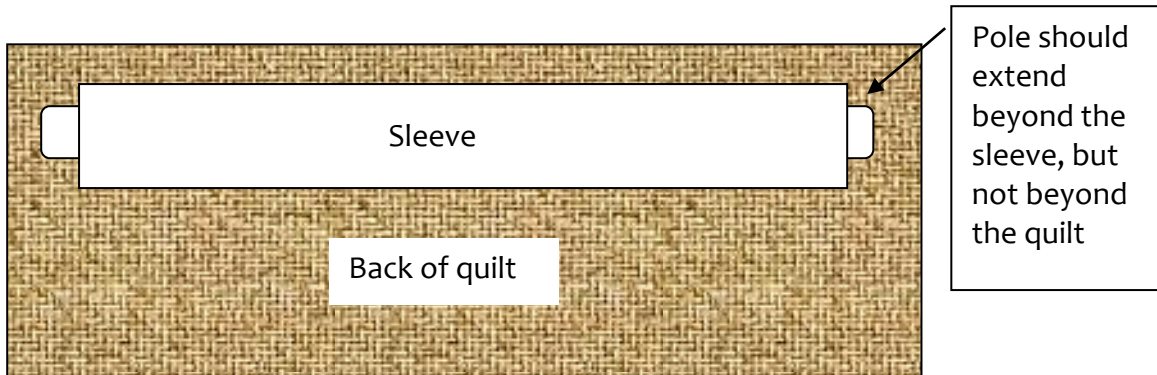 Pole should
extend
beyond the
sleeve, but
not beyond
the quilt
Sleeve
Back of quilt